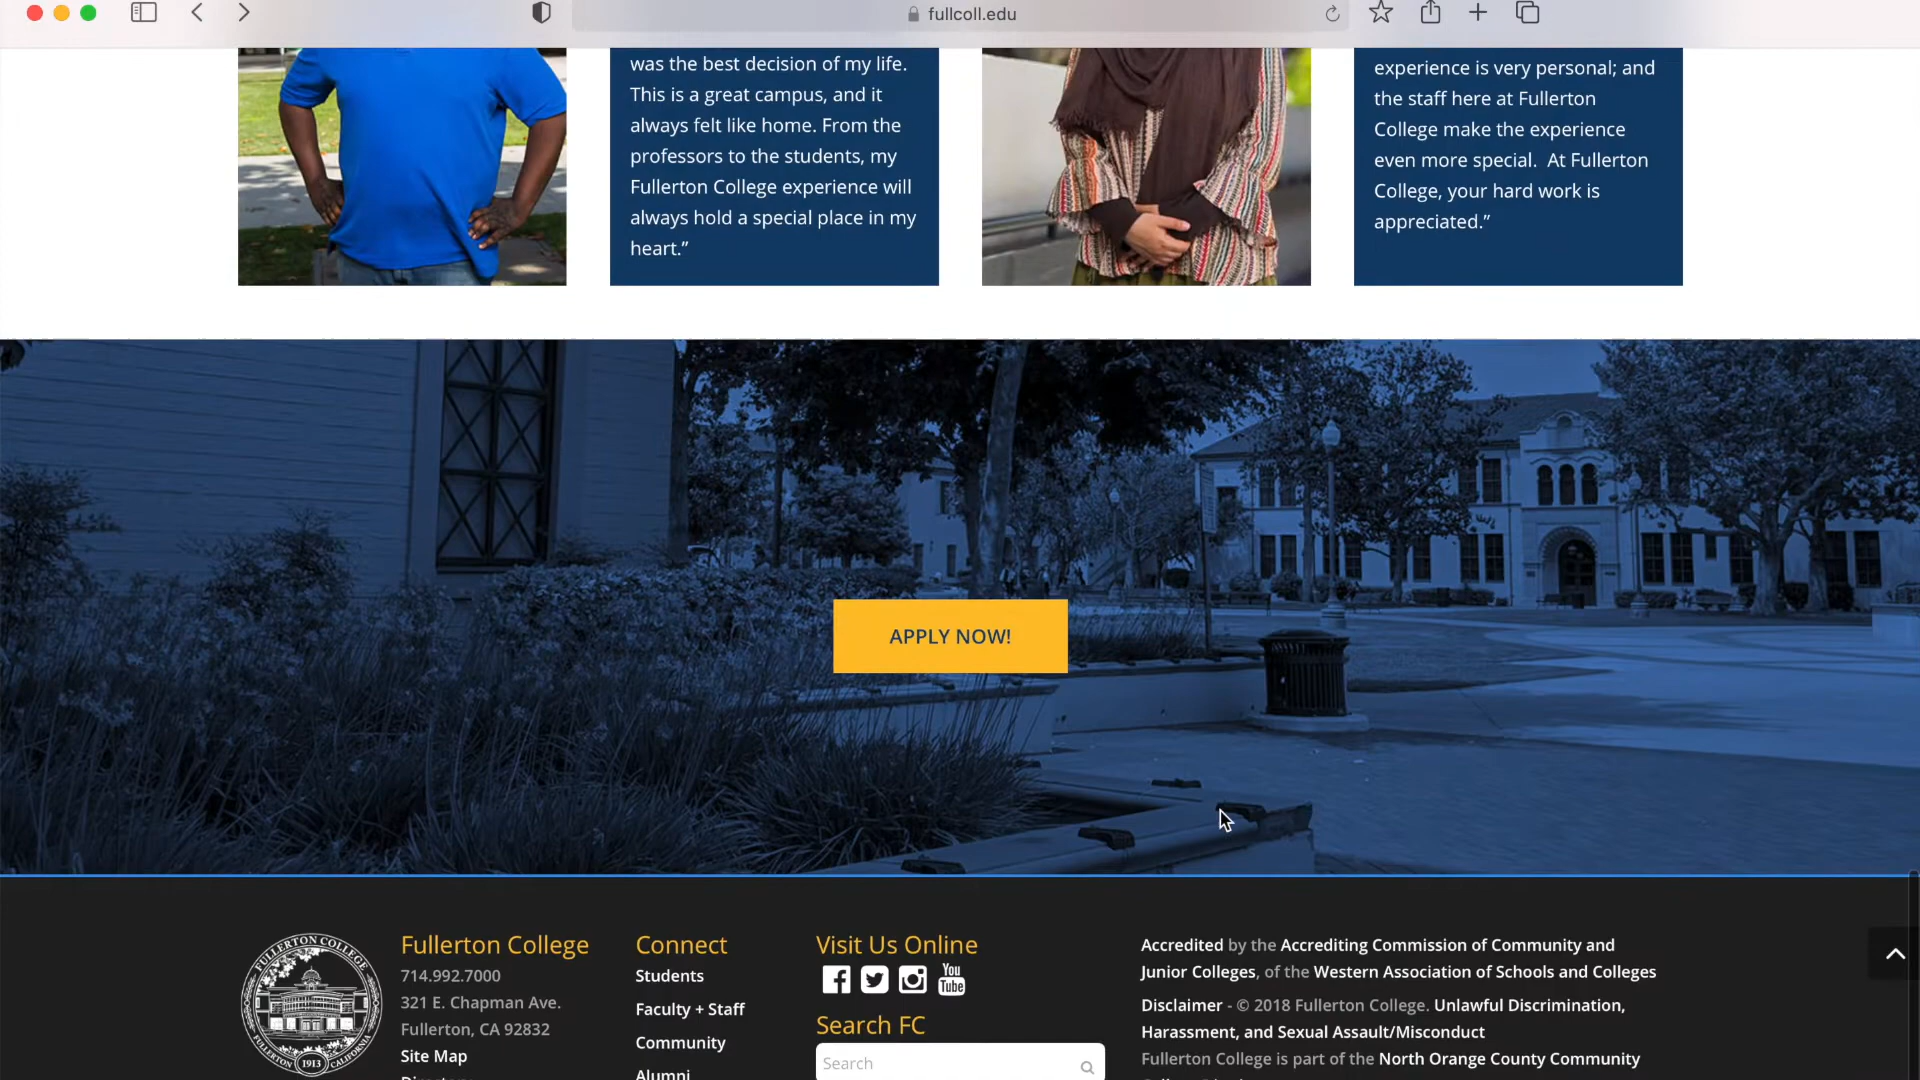 fullcoll.edu
was the best decision of my life.
This is a great campus, and it
always felt like home. From the
professors to the students, my
Fullerton College experience will
always hold a special place in my
heart.”
experience is very personal; and
the staff here at Fullerton
College make the experience
even more special.  At Fullerton
College, your hard work is
appreciated.”
APPLY NOW!
FULLERTON COLLEGE
1913
FULLERTON CALIFORNIA
Fullerton College
714.992.7000
321 E. Chapman Ave.
Fullerton, CA 92832
Site Map
Connect
Students
Faculty + Staff
Community
Alumni
Visit Us Online
You
Tube
Search FC
Search
Accredited by the Accrediting Commission of Community and
Junior Colleges, of the Western Association of Schools and Colleges
Disclaimer - © 2018 Fullerton College. Unlawful Discrimination,
Harassment, and Sexual Assault/Misconduct
Fullerton College is part of the North Orange County Community